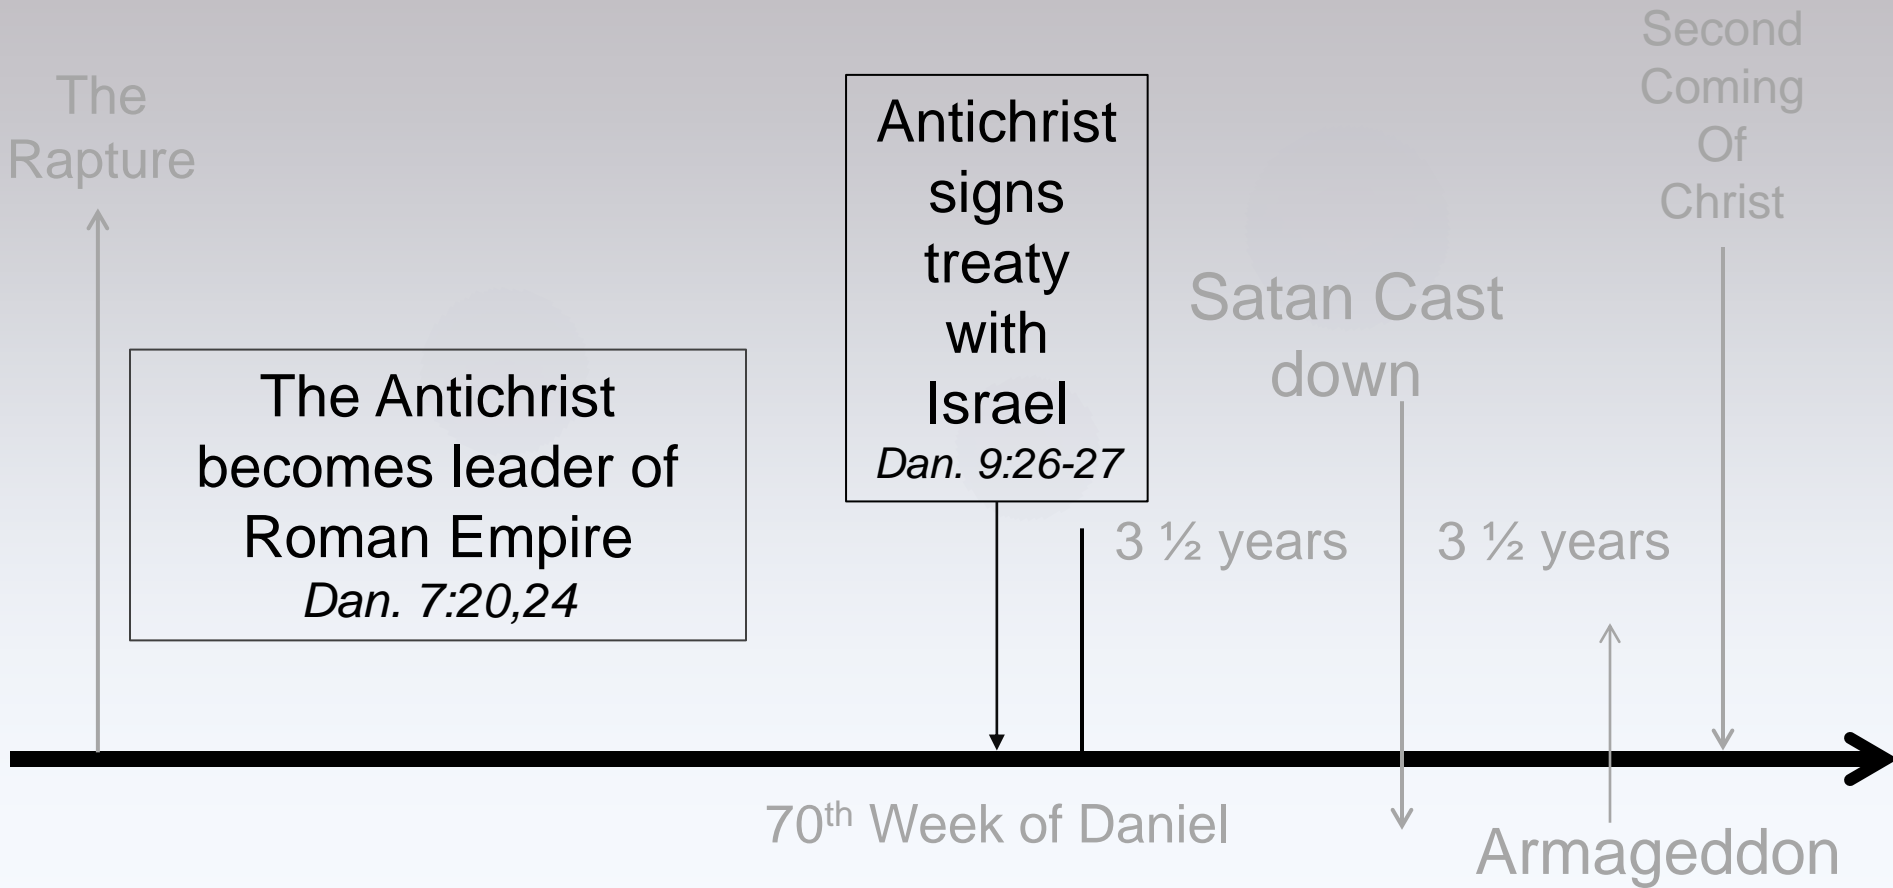 The
Rapture
The Antichrist
becomes leader of
Roman Empire
Dan. 7:20,24
Antichrist
signs
treaty
with
Israel
Dan. 9:26-27
Satan Cast
down
Second
Coming
Of
Christ
3 ½ years
3 ½ years
70th Week of Daniel
Armageddon